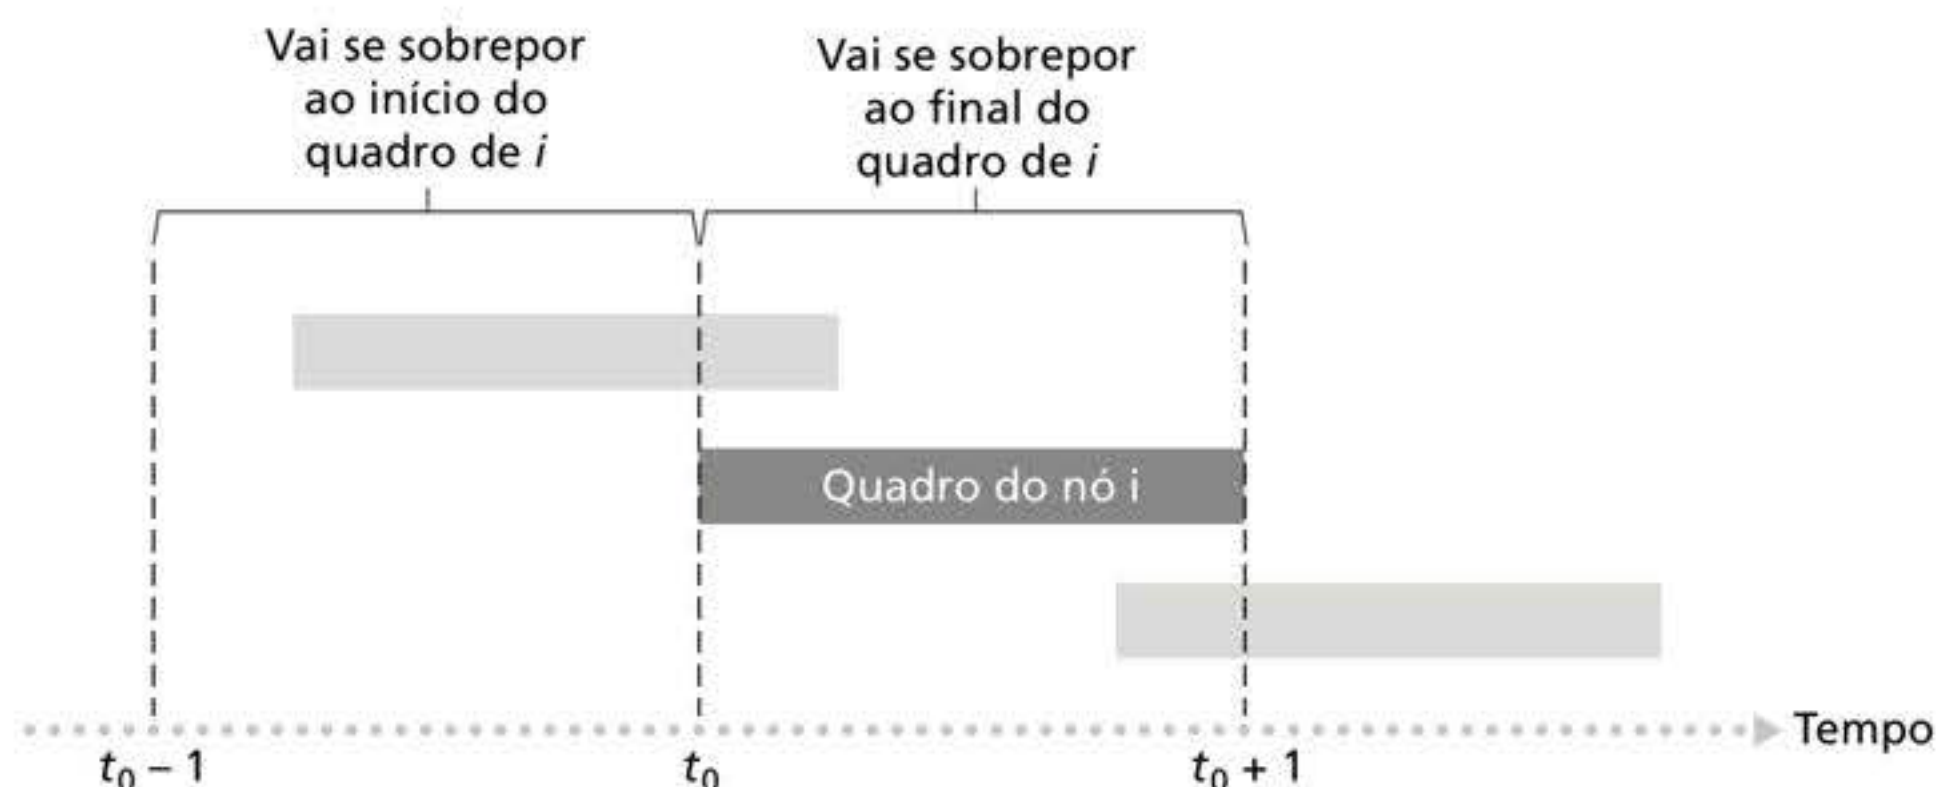 Vai se sobrepor
ao início do
quadro de i
Vai se sobrepor
ao final do
quadro de i
Quadro do nó i
Tempo
t₀ – 1
t₀
t₀ + 1